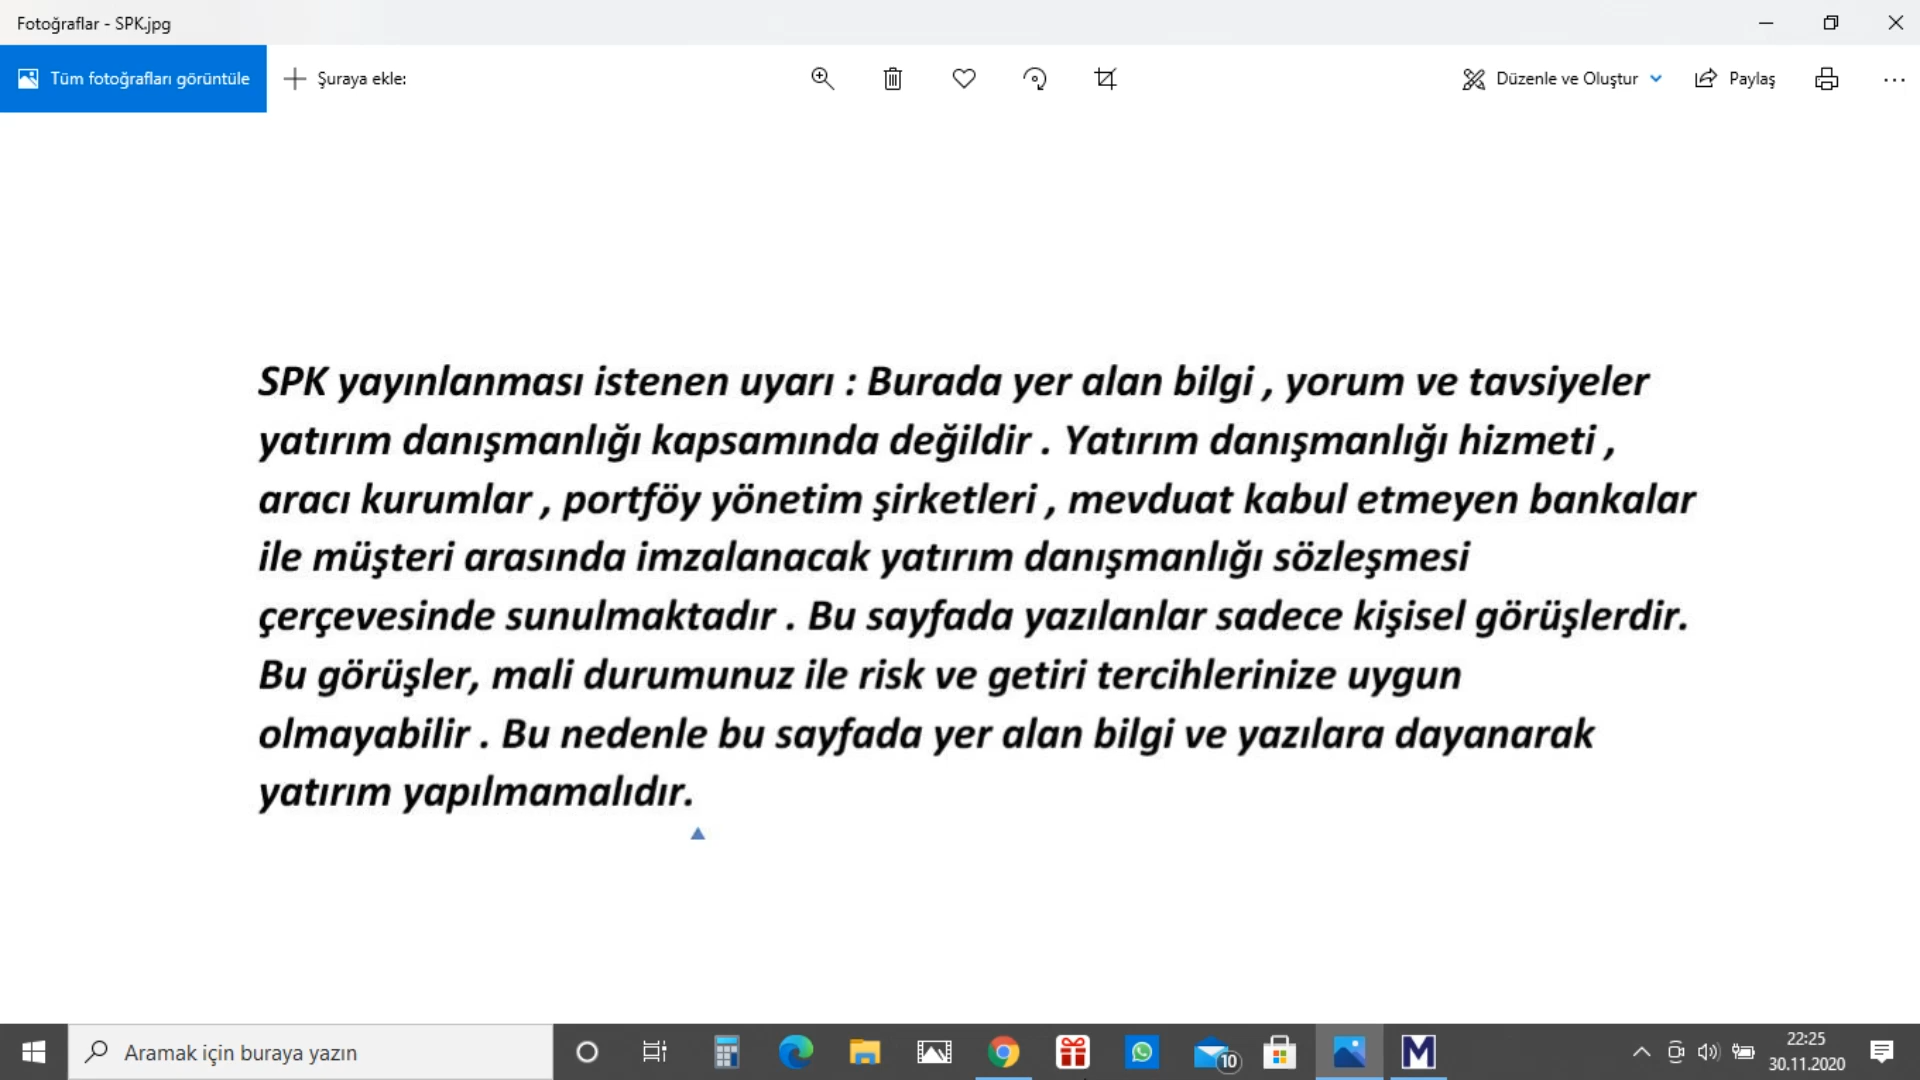 Fotoğraflar - SPK.jpg
Tüm fotoğrafları görüntüle
Şuraya ekle:
Düzenle ve Oluştur
Paylaş
SPK yayınlanması istenen uyarı : Burada yer alan bilgi , yorum ve tavsiyeler
yatırım danışmanlığı kapsamında değildir . Yatırım danışmanlığı hizmeti ,
aracı kurumlar , portföy yönetim şirketleri , mevduat kabul etmeyen bankalar
ile müşteri arasında imzalanacak yatırım danışmanlığı sözleşmesi
çerçevesinde sunulmaktadır . Bu sayfada yazılanlar sadece kişisel görüşlerdir.
Bu görüşler, mali durumunuz ile risk ve getiri tercihlerinize uygun
olmayabilir . Bu nedenle bu sayfada yer alan bilgi ve yazılara dayanarak
yatırım yapılmamalıdır.
Aramak için buraya yazın
10
M
22:25
30.11.2020